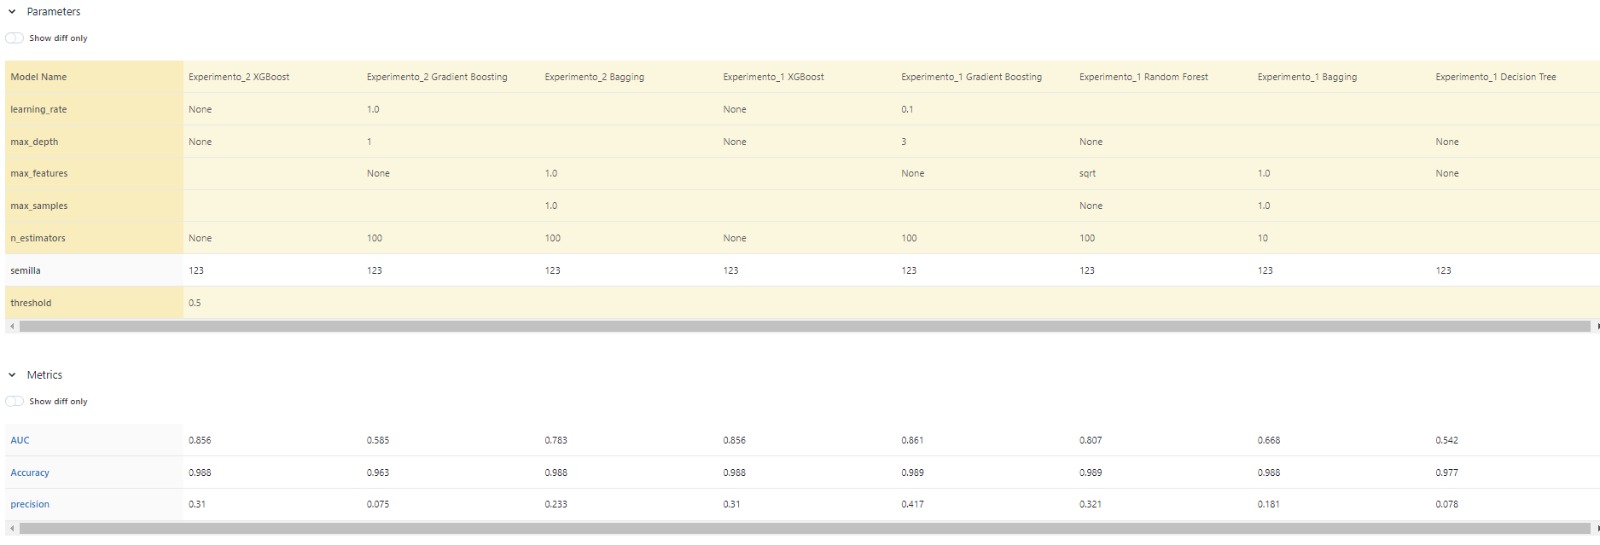 Parameters
Show diff only
Model Name Experimento_2 XGBoost Experimento_2 Gradient Boosting Experimento_2 Bagging Experimento_1 XGBoost Experimento_1 Gradient Boosting Experimento_1 Random Forest Experimento_1 Bagging Experimento_1 Decision Tree
learning_rate None 1.0 None 0.1
max_depth None 1 None 3 None None
max_features None 1.0 None sqrt 1.0 None
max_samples 1.0 None 1.0
n_estimators None 100 100 None 100 100 10
semilla 123 123 123 123 123 123 123 123
threshold 0.5
Metrics
Show diff only
AUC 0.856 0.585 0.783 0.856 0.861 0.807 0.668 0.542
Accuracy 0.988 0.963 0.988 0.988 0.989 0.989 0.988 0.977
precision 0.31 0.075 0.233 0.31 0.417 0.321 0.181 0.078